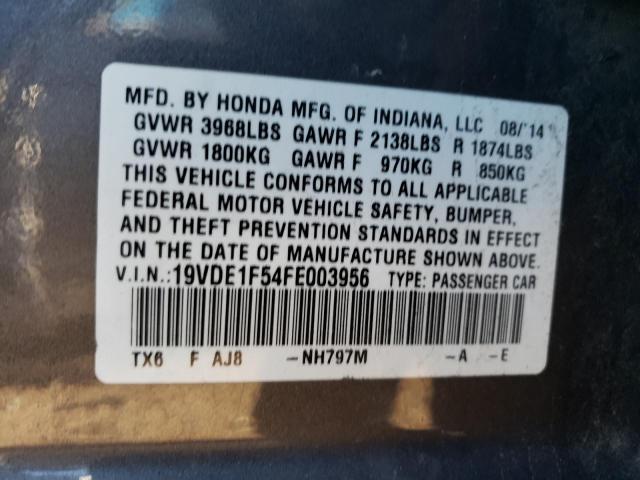 MFD. BY HONDA MFG. OF INDIANA, LLC 08/'14
GVWR 3968LBS GAWR F 2138LBS R 1874LBS
GVWR 1800KG GAWR F 970KG R 850KG
THIS VEHICLE CONFORMS TO ALL APPLICABLE
FEDERAL MOTOR VEHICLE SAFETY, BUMPER,
AND THEFT PREVENTION STANDARDS IN EFFECT
ON THE DATE OF MANUFACTURE SHOWN ABOVE.
V.I.N.:19VDE1F54FE003956 TYPE: PASSENGER CAR
TX6 F AJ8 -NH797M -A -E